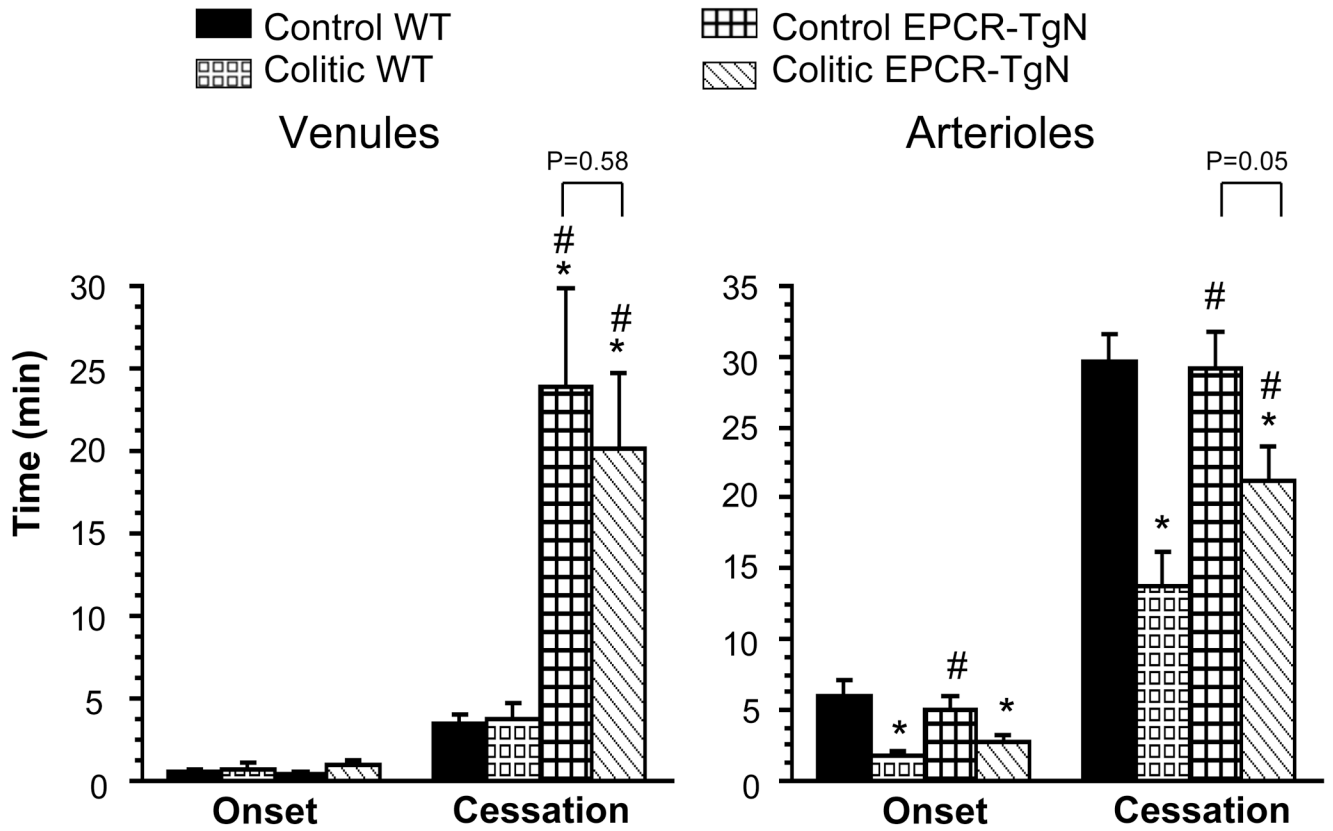 Control WT
Colitic WT
Control EPCR-TgN
Colitic EPCR-TgN
Venules
Arterioles
P=0.58
P=0.05
#
*
#
*
30
25
20
15
10
5
0
Time (min)
Onset
Cessation
35
30
25
20
15
10
5
0
*
#
*
*
#
#
*
Onset
Cessation